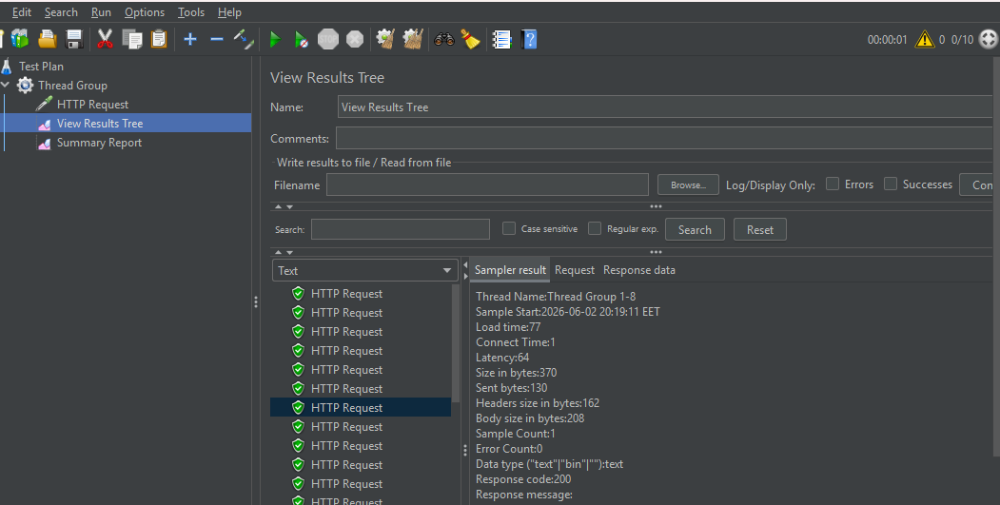 Edit Search Run Options Tools Help
00:00:01 0 0/10
Test Plan
Thread Group
HTTP Request
View Results Tree
Summary Report
View Results Tree
Name: View Results Tree
Comments:
Write results to file / Read from file
Filename Browse... Log/Display Only: Errors Successes Con
Search: Case sensitive Regular exp. Search Reset
Text
HTTP Request
HTTP Request
HTTP Request
HTTP Request
HTTP Request
HTTP Request
HTTP Request
HTTP Request
HTTP Request
HTTP Request
HTTP Request
HTTP Request
Sampler result Request Response data
Thread Name:Thread Group 1-8
Sample Start:2026-06-02 20:19:11 EET
Load time:77
Connect Time:1
Latency:64
Size in bytes:370
Sent bytes:130
Headers size in bytes:162
Body size in bytes:208
Sample Count:1
Error Count:0
Data type ("text"|"bin"|""):text
Response code:200
Response message: